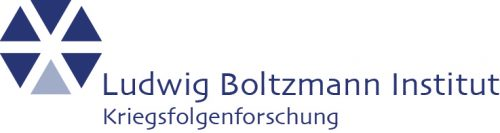 Ludwig Boltzmann Institut
Kriegsfolgenforschung